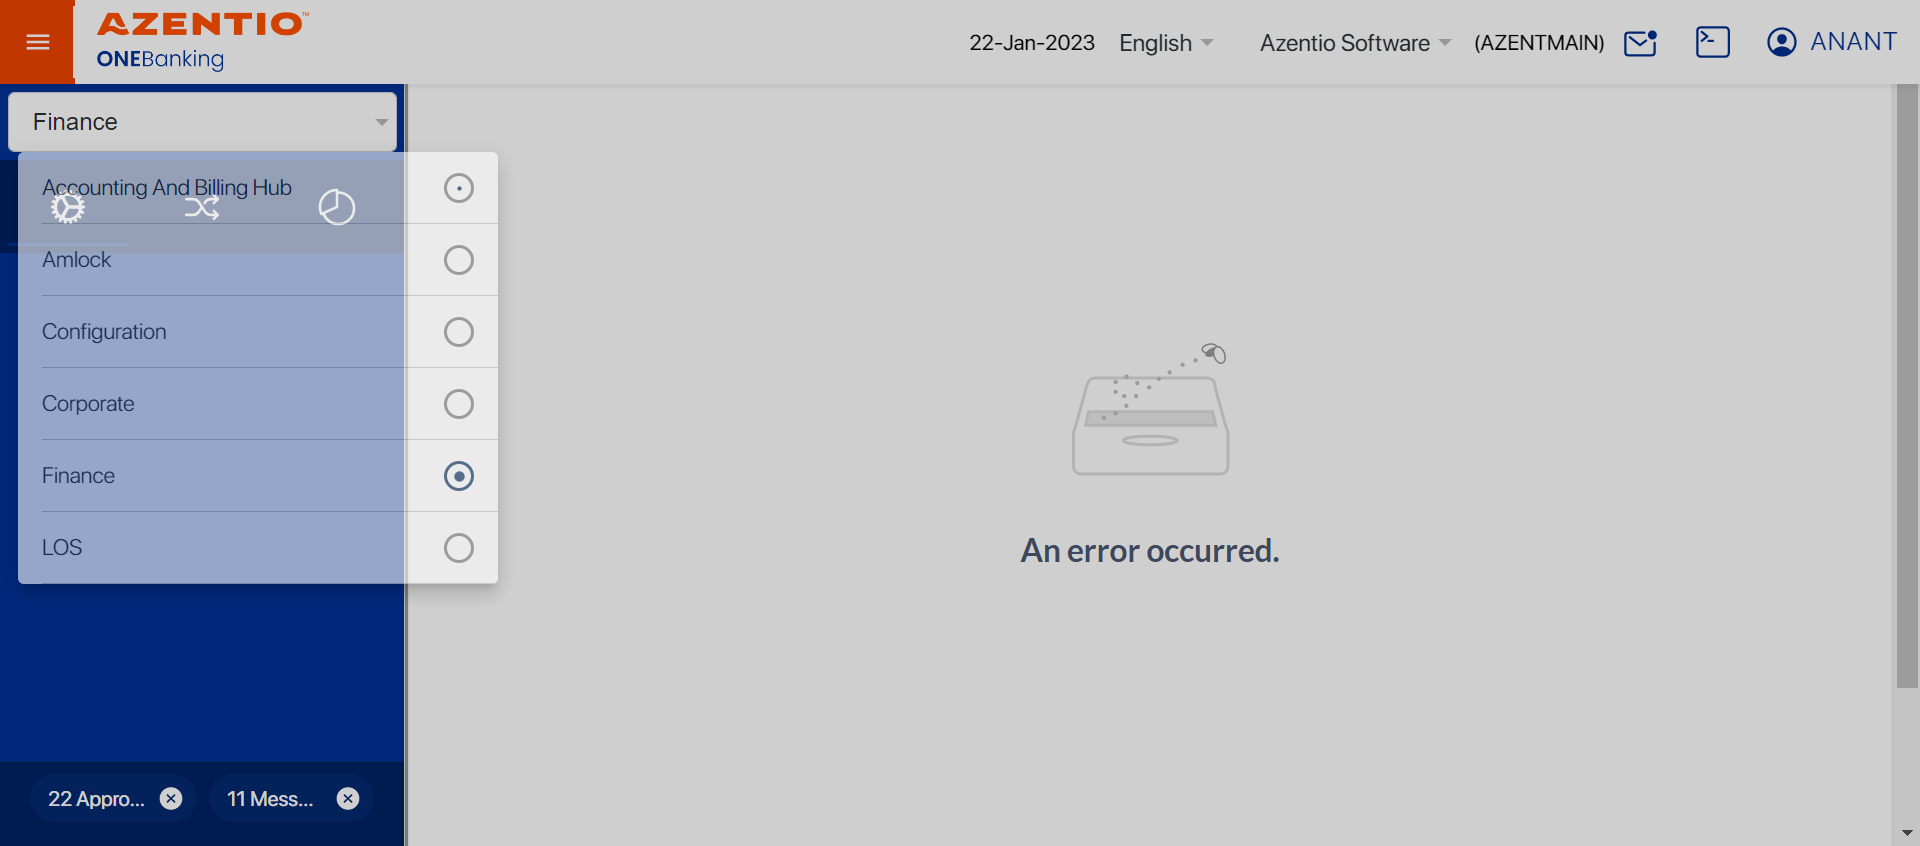 AZENTIO™
ONEBanking
22-Jan-2023
English
Azentio Software
(AZENTMAIN)
ANANT
Finance
Accounting And Billing Hub
Amlock
Configuration
Corporate
Finance
LOS
An error occurred.
22 Appro...
11 Mess...